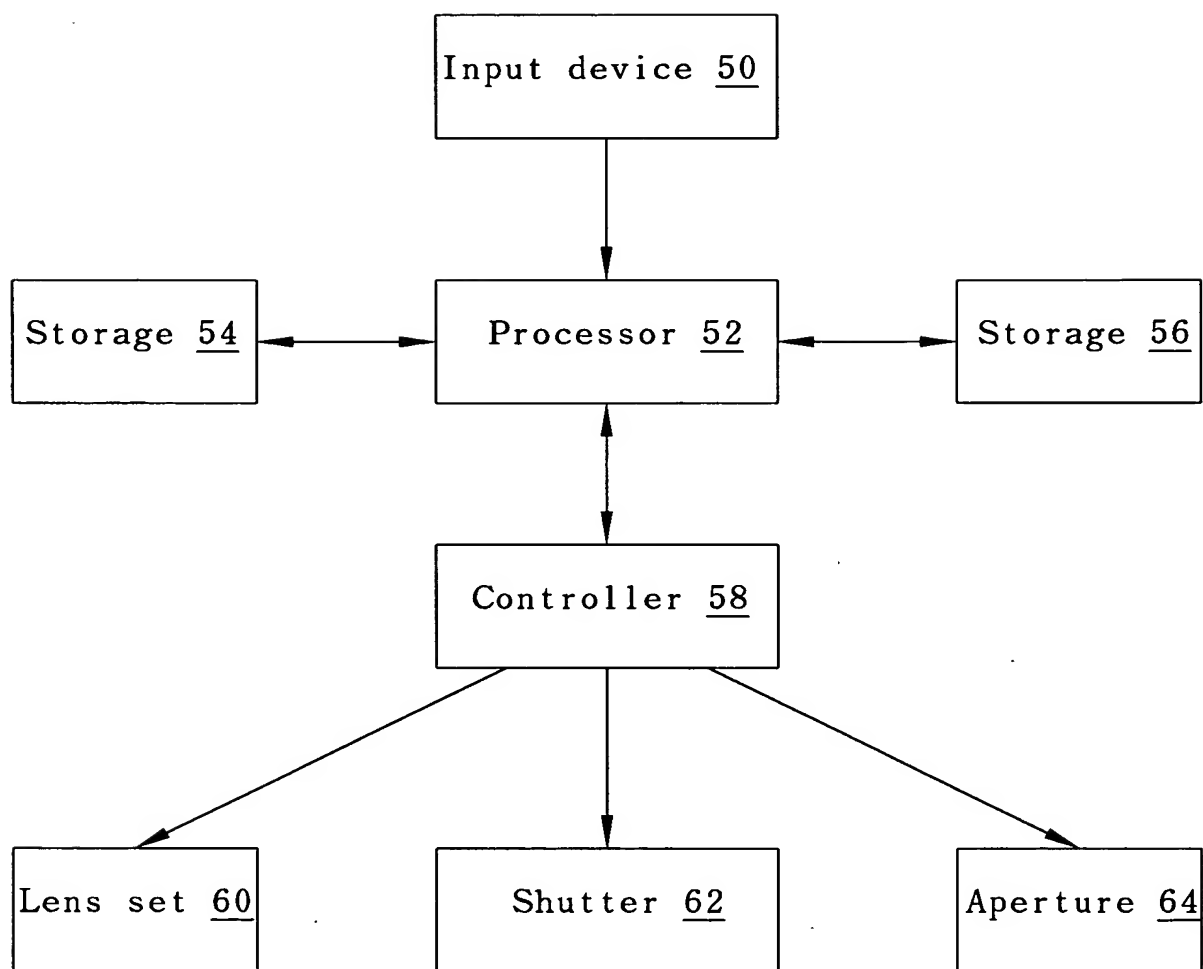 Input device 50
Storage 54
Processor 52
Storage 56
Controller 58
Lens set 60
Shutter 62
Aperture 64